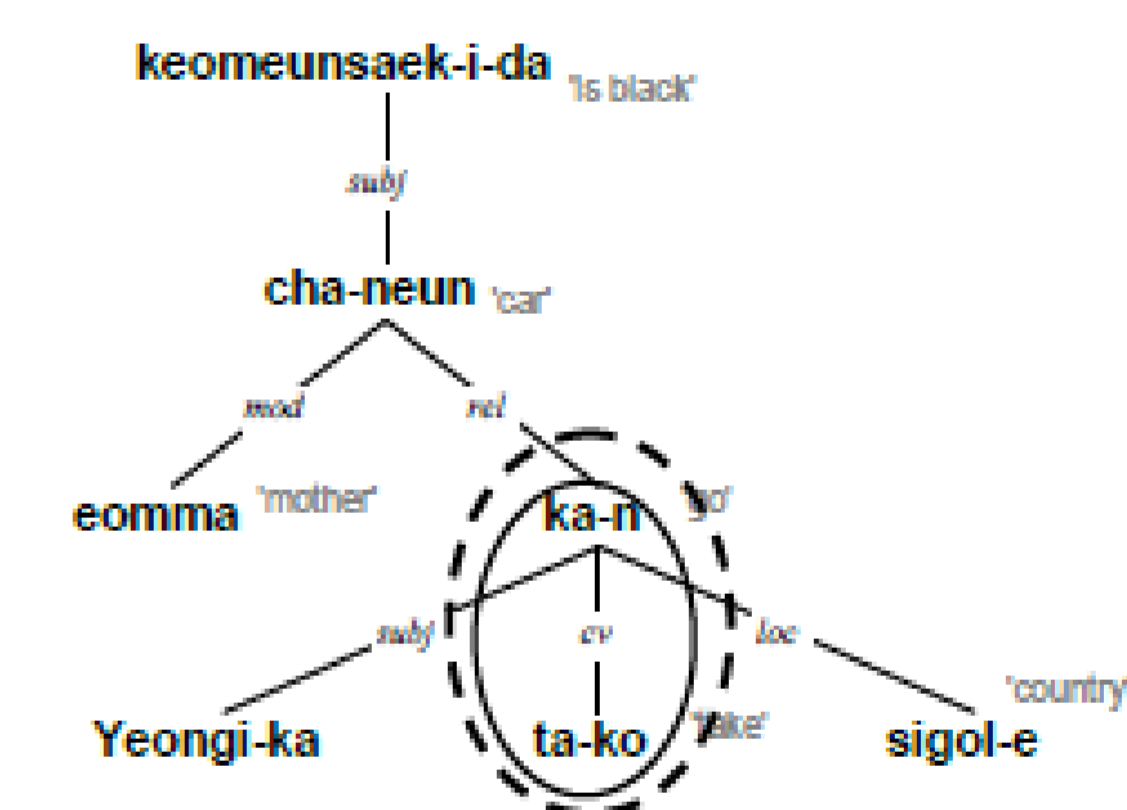 keomeunsaek-i-da 'is black'
subj
cha-neun 'car'
mod rel
eomma 'mother' ka-n 'go'
subj cv loc
Yeongi-ka ta-ko 'take' sigol-e 'country'